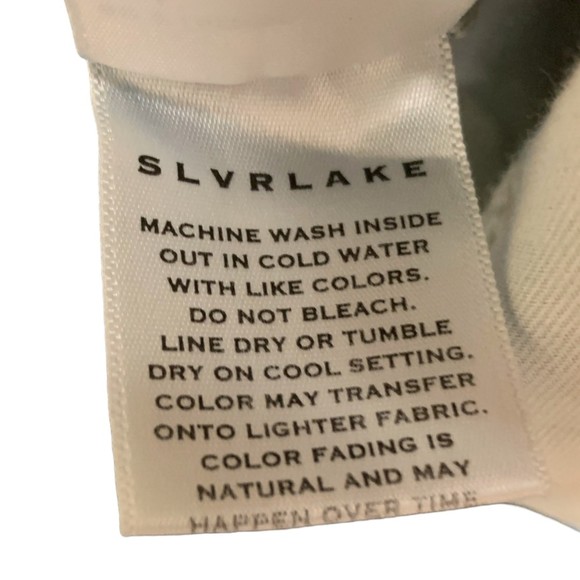 SLVRLAKE
MACHINE WASH INSIDE
OUT IN COLD WATER
WITH LIKE COLORS.
DO NOT BLEACH.
LINE DRY OR TUMBLE
DRY ON COOL SETTING.
COLOR MAY TRANSFER
ONTO LIGHTER FABRIC.
COLOR FADING IS
NATURAL AND MAY
HAPPEN OVER TIME